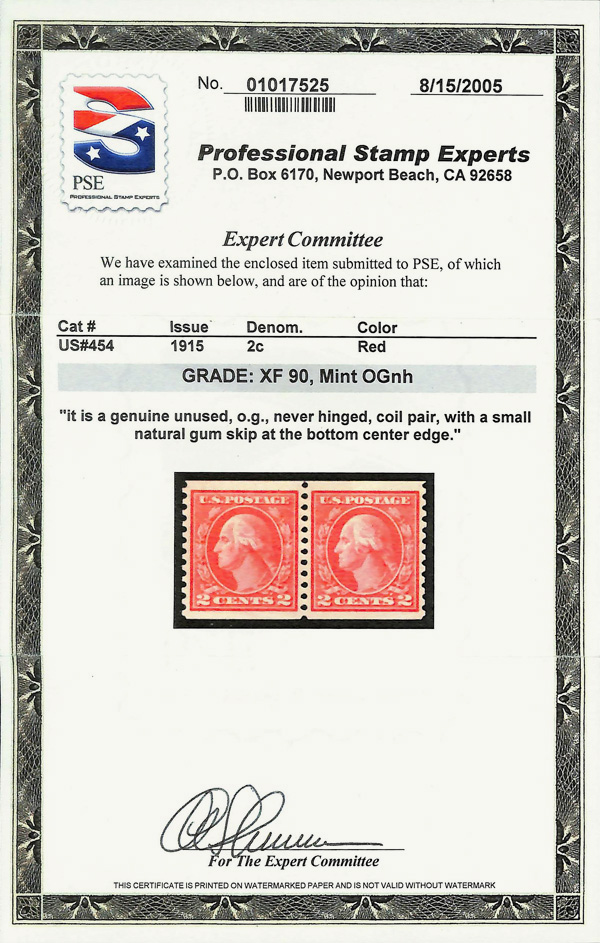 No. 01017525 8/15/2005
PSE
PROFESSIONAL STAMP EXPERTS
Professional Stamp Experts
P.O. Box 6170, Newport Beach, CA 92658
Expert Committee
We have examined the enclosed item submitted to PSE, of which
an image is shown below, and are of the opinion that:
Cat # Issue Denom. Color
US#454 1915 2c Red
GRADE: XF 90, Mint OGnh
"it is a genuine unused, o.g., never hinged, coil pair, with a small
natural gum skip at the bottom center edge."
U.S.POSTAGE U.S.POSTAGE
2 CENTS 2 2 CENTS 2
For The Expert Committee
THIS CERTIFICATE IS PRINTED ON WATERMARKED PAPER AND IS NOT VALID WITHOUT WATERMARK